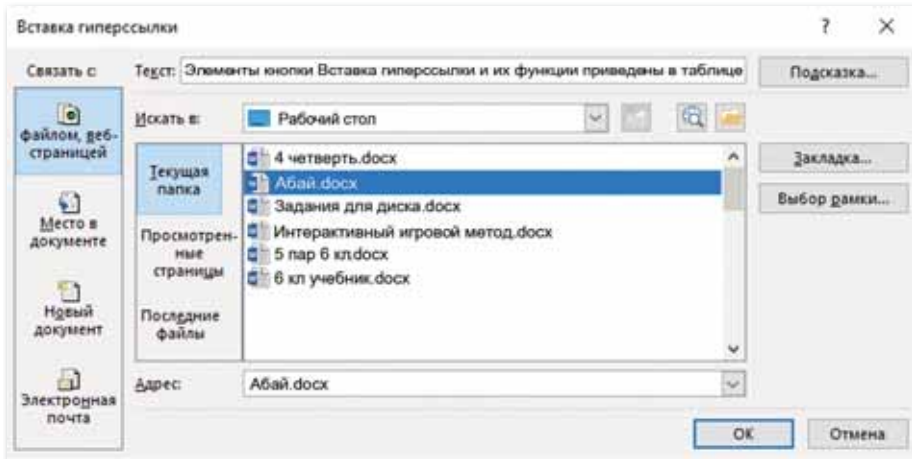 Вставка гиперссылки
?
Связать с:
Текст: Элементы кнопки Вставка гиперссылки и их функции приведены в таблице
Подсказка...
файлом, веб-
страницей
Место в
документе
Новый
документ
Электронная
почта
Искать в:
Рабочий стол
Текущая
папка
Просмотрен-
ные
страницы
Последние
файлы
4 четверть.docx
Абай.docx
Задания для диска.docx
Интерактивный игровой метод.docx
5 пар 6 кл.docx
6 кл учебник.docx
Закладка...
Выбор рамки...
Адрес:
Абай.docx
ОК
Отмена